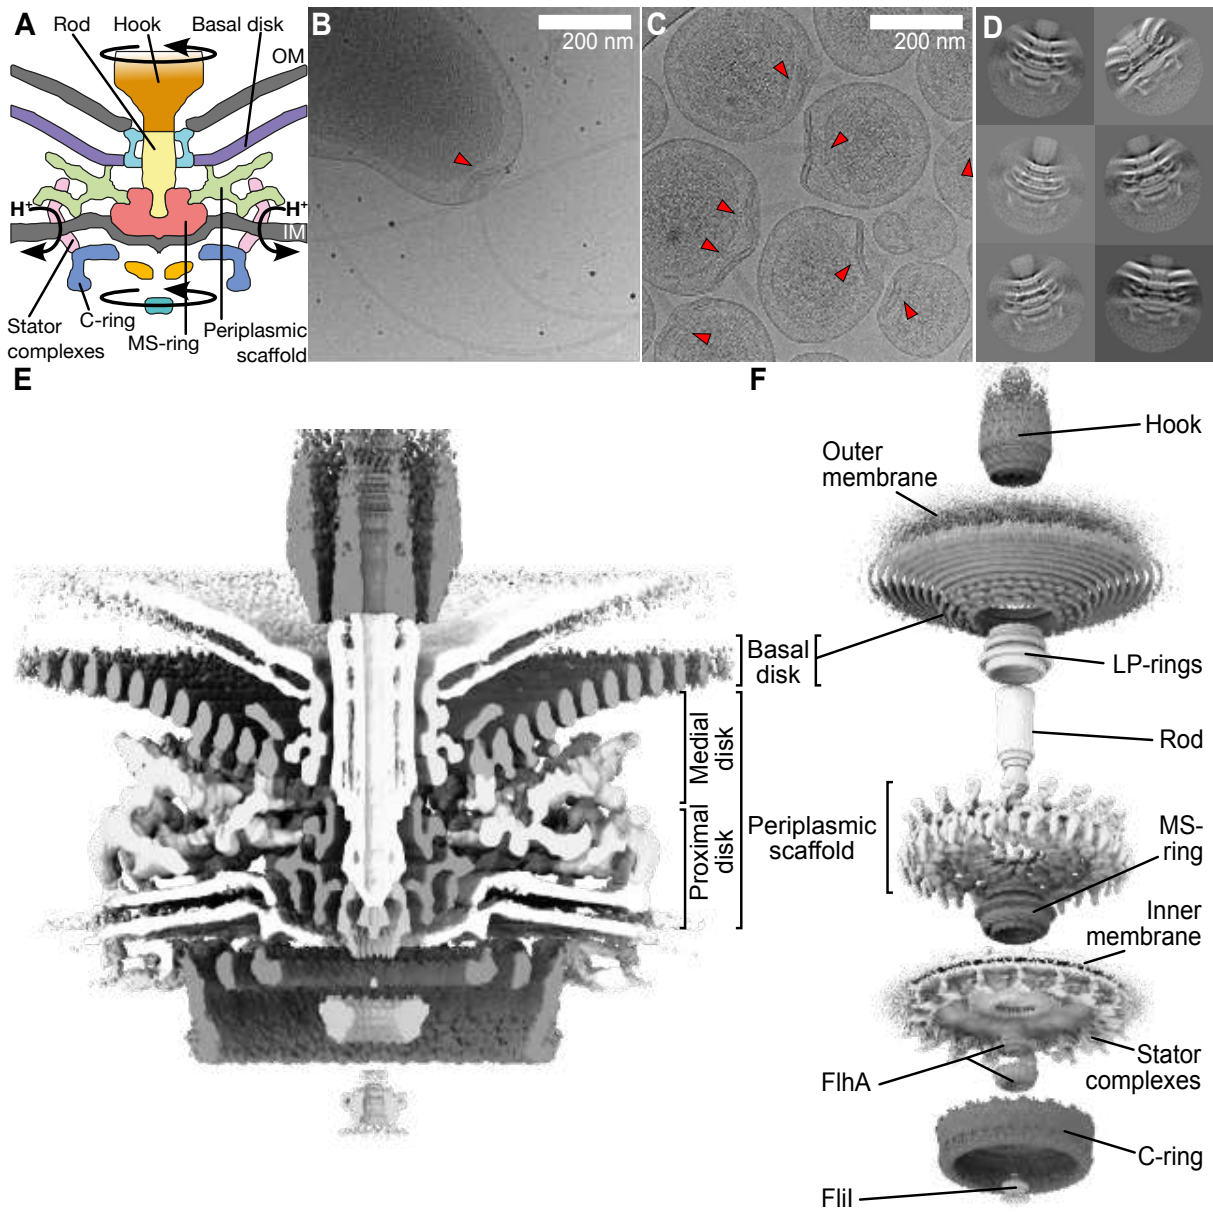 A
Rod
Hook
Basal disk
OM
H+
H+
IM
Stator
complexes
C-ring
MS-ring
Periplasmic
scaffold
B
200 nm
C
200 nm
D
E
Basal
disk
Medial
disk
Proximal
disk
Periplasmic
scaffold
F
Hook
Outer
membrane
LP-rings
Rod
MS-
ring
Inner
membrane
Stator
complexes
FlhA
C-ring
FliI